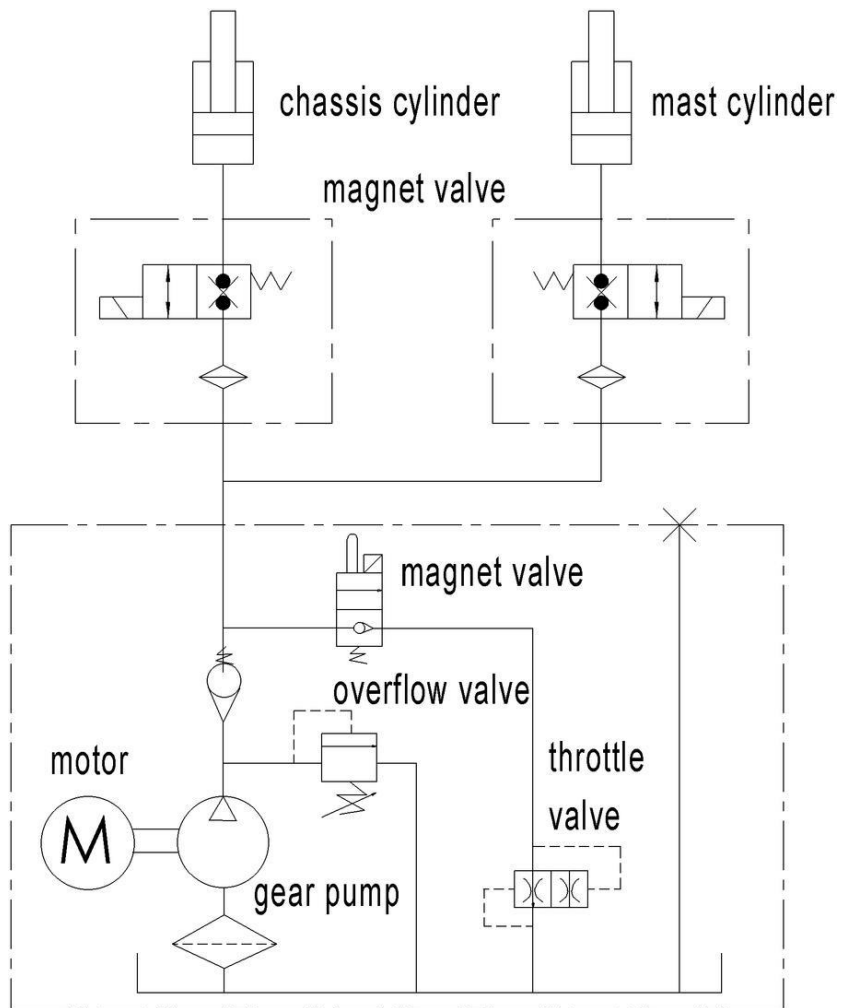 chassis cylinder
mast cylinder
magnet valve
magnet valve
overflow valve
motor
throttle
valve
M
gear pump